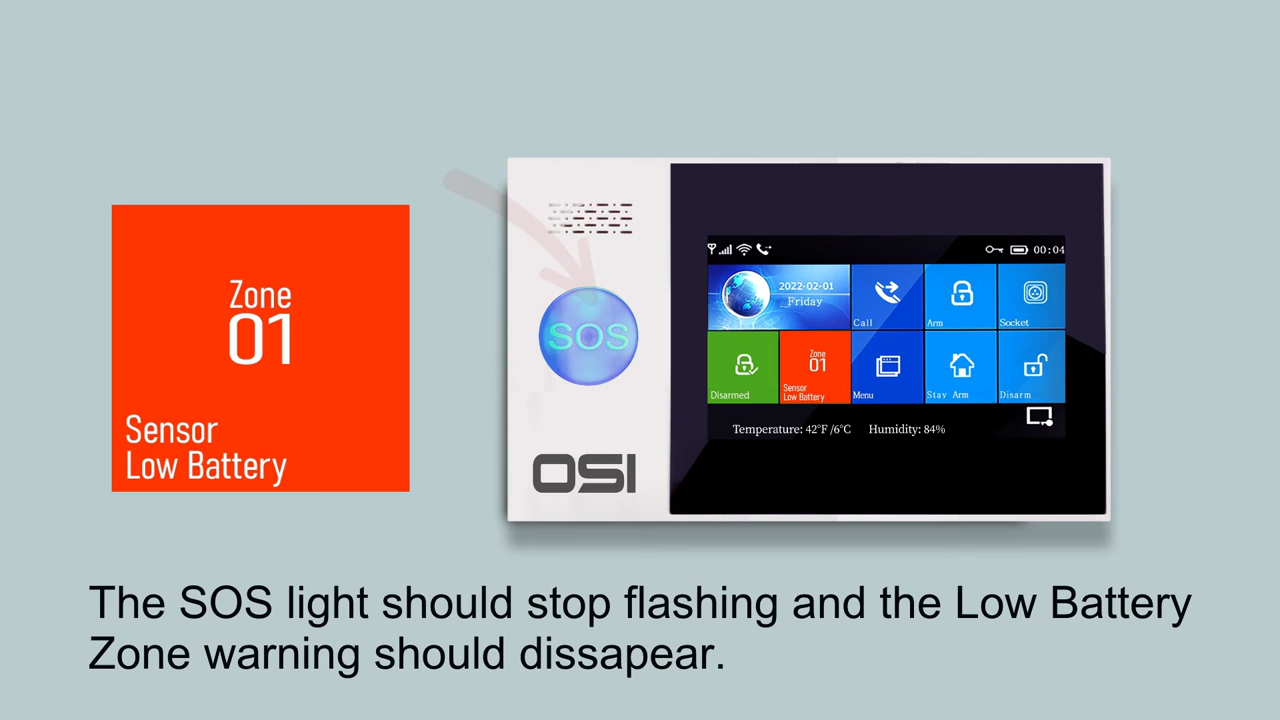 Zone
01
Sensor
Low Battery
SOS
OSI
00:04
2022-02-01
Friday
Call
Arm
Socket
Disarmed
Zone
01
Sensor
Low Battery
Menu
Stay Arm
Disarm
Temperature: 42°F /6°C Humidity: 84%
The SOS light should stop flashing and the Low Battery
Zone warning should dissapear.